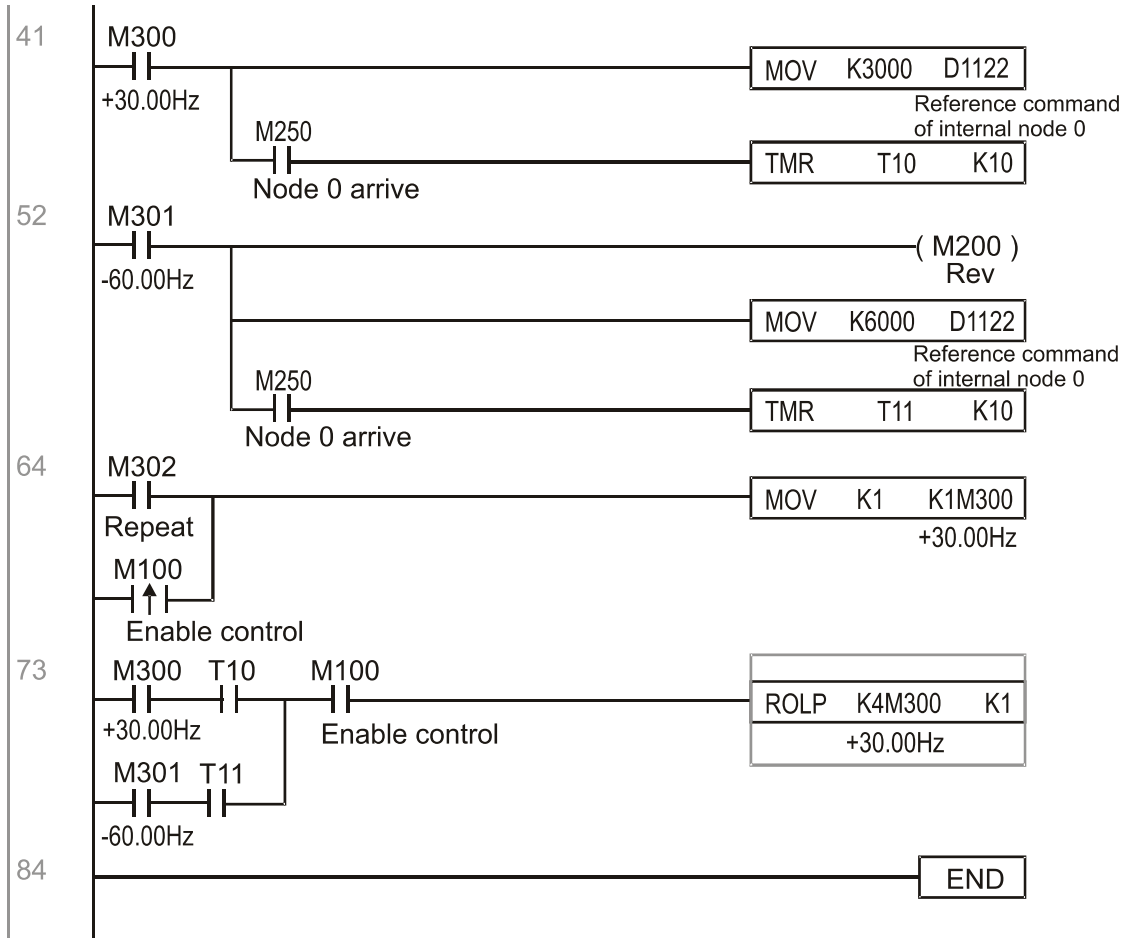 41
M300
+30.00Hz
MOV K3000 D1122
Reference command
of internal node 0
M250
Node 0 arrive
TMR T10 K10
52
M301
-60.00Hz
( M200 )
Rev
MOV K6000 D1122
Reference command
of internal node 0
M250
Node 0 arrive
TMR T11 K10
64
M302
Repeat
MOV K1 K1M300
+30.00Hz
M100
Enable control
73
M300 T10 M100
+30.00Hz
Enable control
ROLP K4M300 K1
+30.00Hz
M301 T11
-60.00Hz
84
END